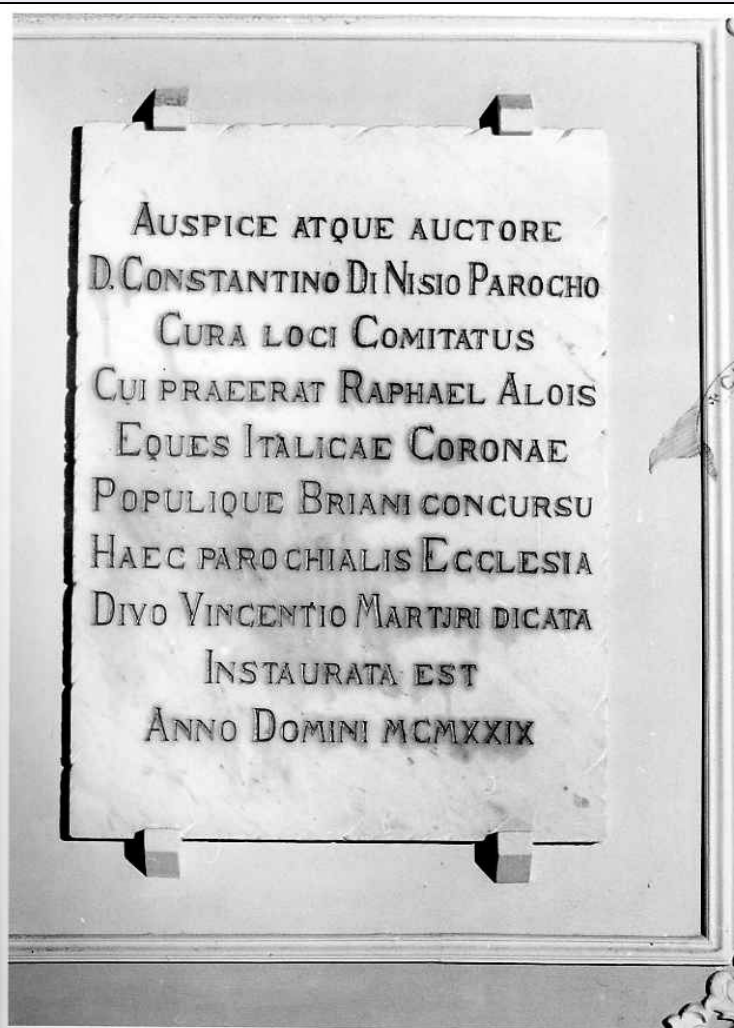 AUSPICE ATQUE AUCTORE
D. CONSTANTINO DI NISIO PAROCHO
CURA LOCI COMITATUS
CUI PRAEERAT RAPHAEL ALOIS
EQUES ITALICAE CORONAE
POPULIQUE BRIANI CONCURSU
HAEC PAROCHIALIS ECCLESIA
DIVO VINCENTIO MARTJRI DICATA
INSTAURATA EST
ANNO DOMINI MCMXXIX